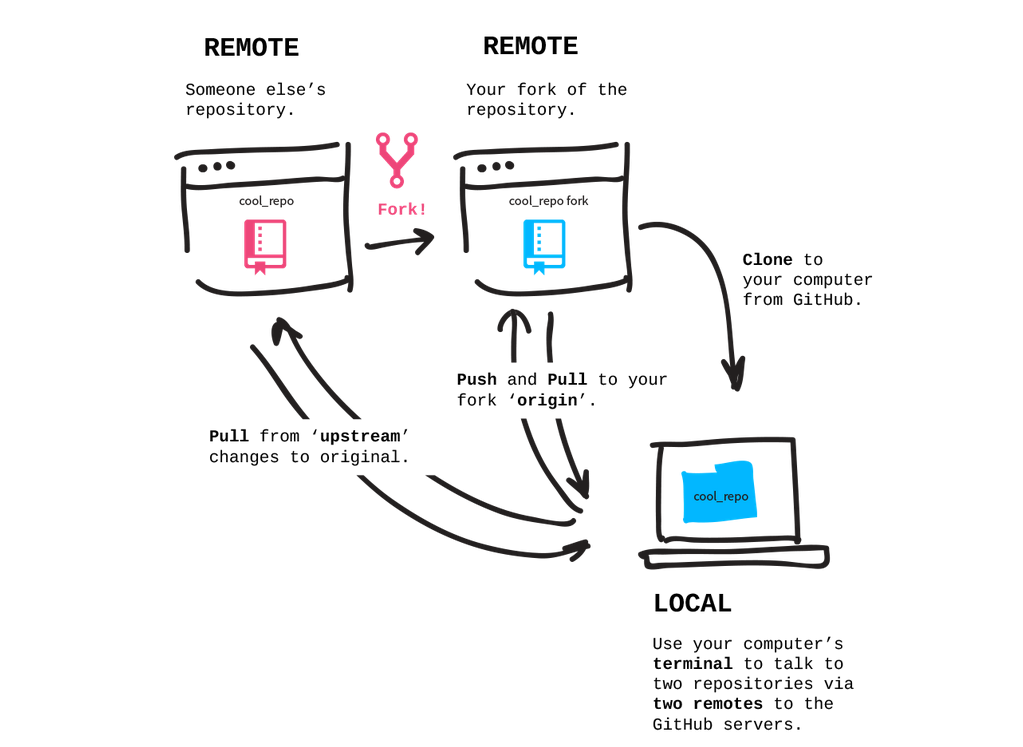 REMOTE
Someone else’s
repository.
REMOTE
Your fork of the
repository.
cool_repo
Fork!
cool_repo fork
Clone to
your computer
from GitHub.
Push and Pull to your
fork ‘origin’.
Pull from ‘upstream’
changes to original.
cool_repo
LOCAL
Use your computer’s
terminal to talk to
two repositories via
two remotes to the
GitHub servers.